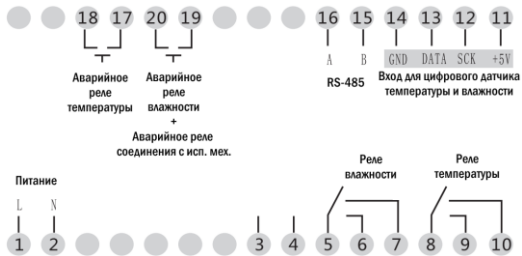 18 17 20 19 16 15 14 13 12 11
A B GND DATA SCK +5V
RS-485
Вход для цифрового датчика
температуры и влажности
Аварийное
реле
температуры
Аварийное
реле
влажности
+
Аварийное реле
соединения с исп. мех.
Питание
L N
Реле
влажности
Реле
температуры
1 2 3 4 5 6 7 8 9 10